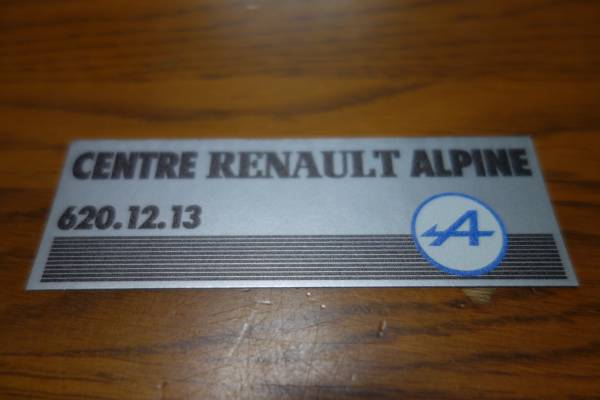 CENTRE RENAULT ALPINE
620.12.13
A